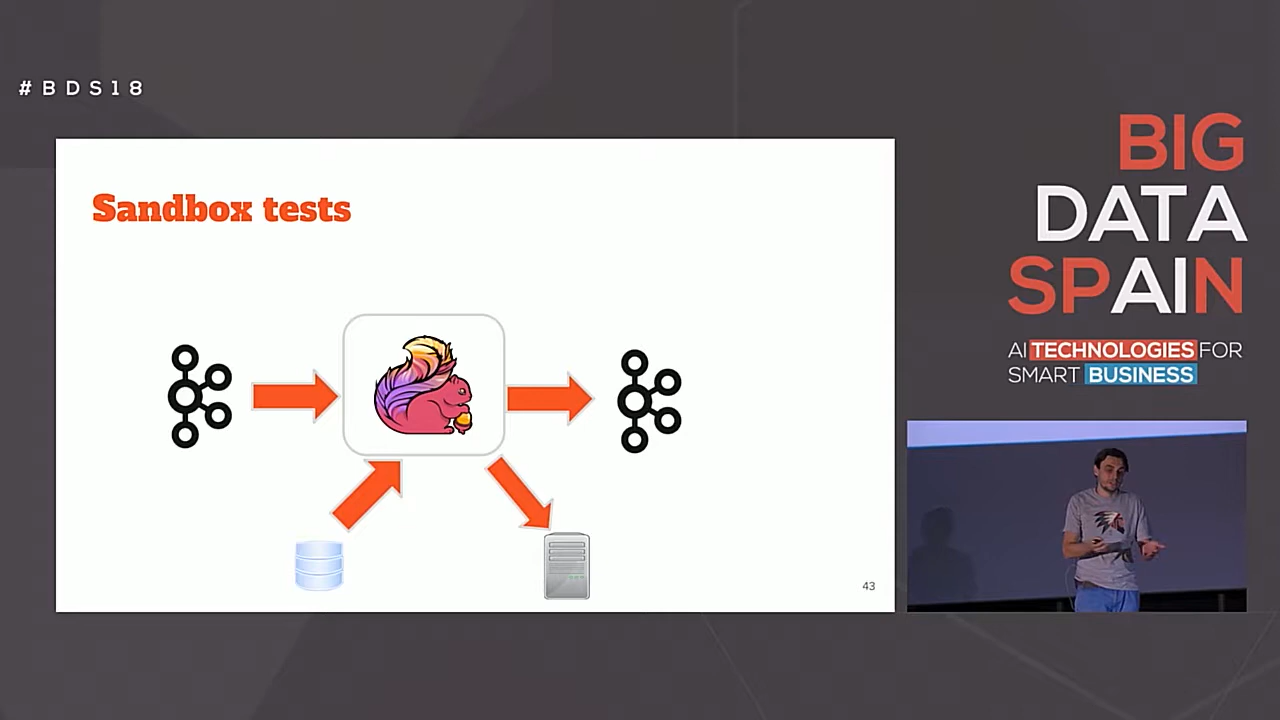 #BDS18
Sandbox tests
43
BIG
DATA
SPAIN
AI TECHNOLOGIES FOR
SMART BUSINESS